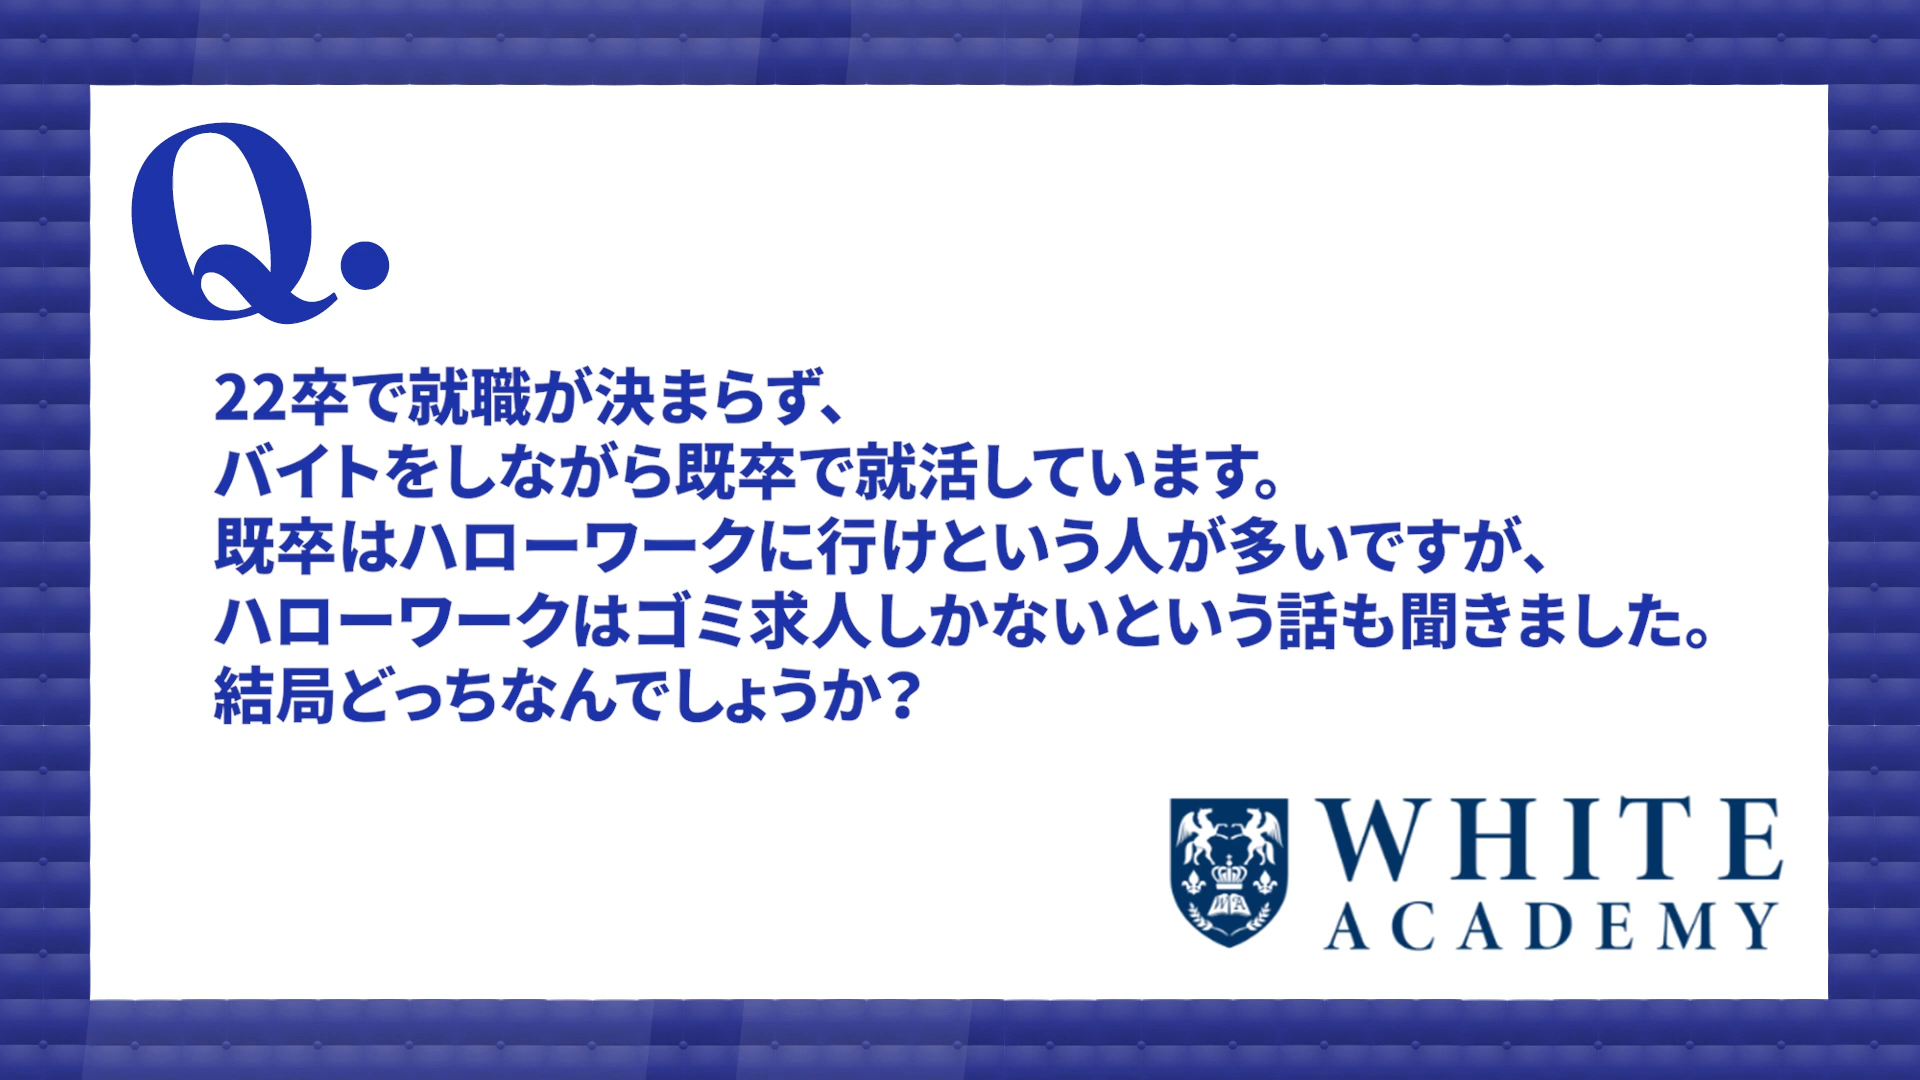 Q.
22卒で就職が決まらず、
バイトをしながら既卒で就活しています。
既卒はハローワークに行けという人が多いですが、
ハローワークはゴミ求人しかないという話も聞きました。
結局どっちなんでしょうか？
WHITE
ACADEMY